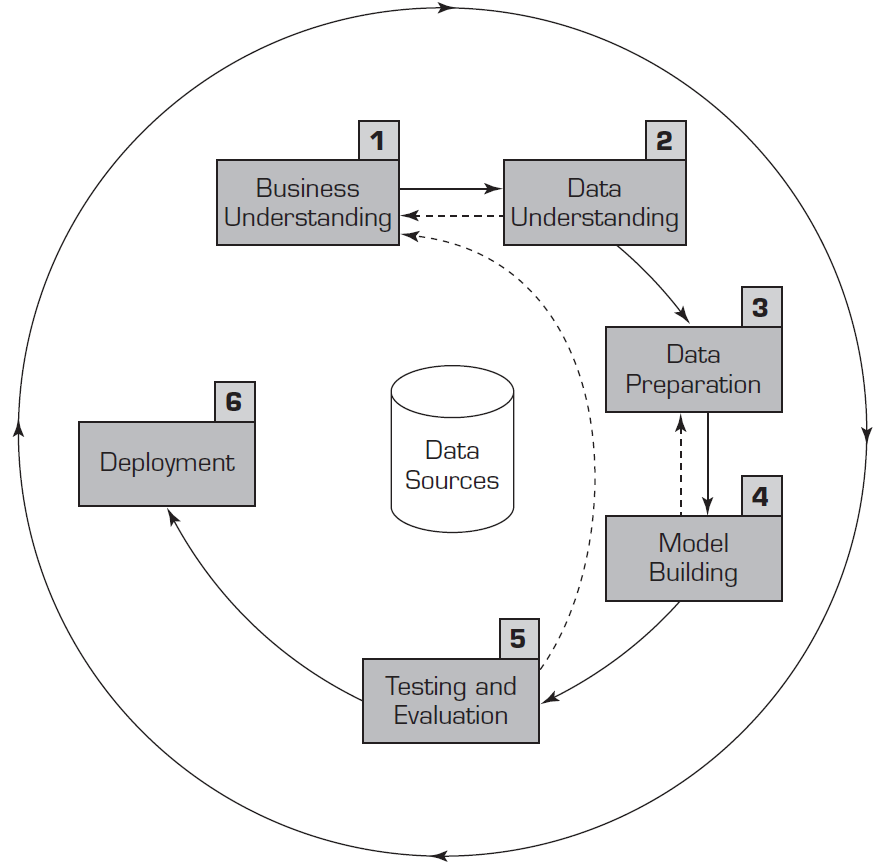 1
Business
Understanding
2
Data
Understanding
3
Data
Preparation
4
Model
Building
5
Testing and
Evaluation
6
Deployment
Data
Sources